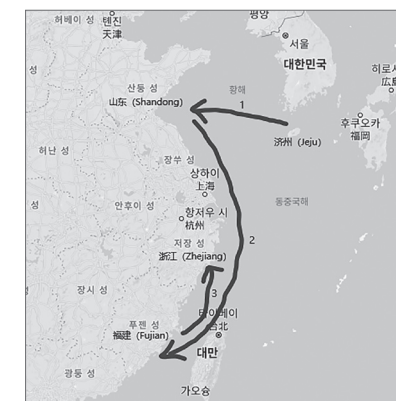 허베이 성
톈진
天津
평양
서울
대한민국
성
산둥 성
山东 (Shandong)
황해
1
히로시
広島
济州 (Jeju)
후쿠오카
福岡
허난 성
장쑤 성
상하이
上海
동중국해
성
안후이 성
항저우 시
杭州
저장 성
浙江 (Zhejiang)
2
장시 성
3
타이베이
台北
푸젠 성
福建 (Fujian)
대만
광둥 성
가오슝